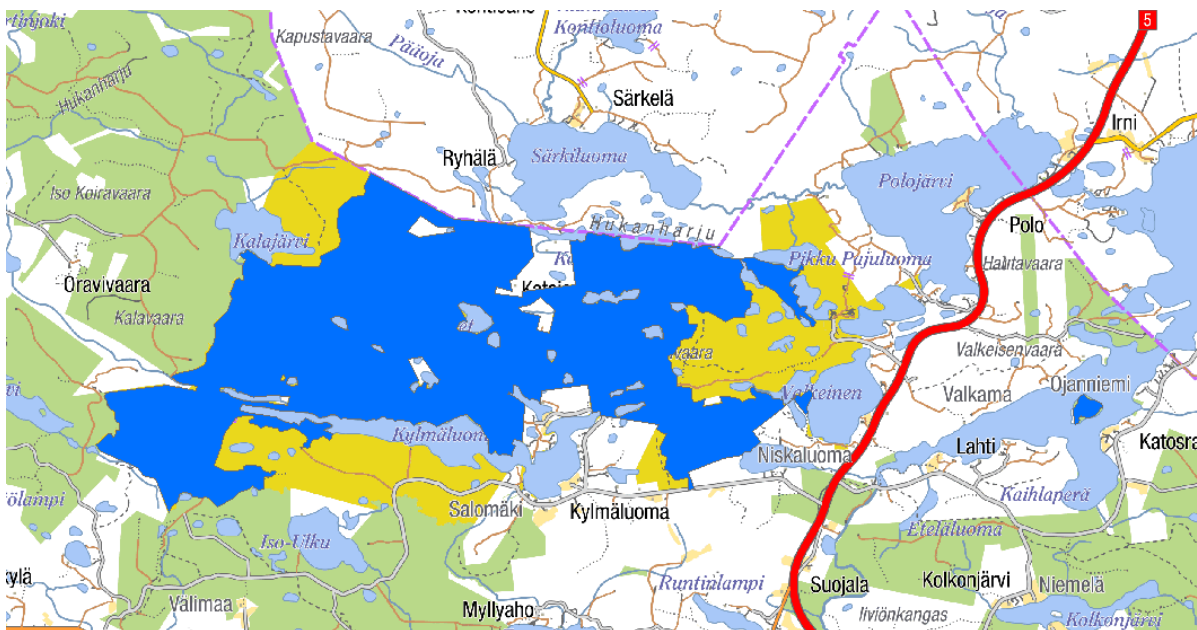 5
Kontioluoma
Kapustavaara
Pääoja
Hukanharju
Särkelä
Irni
Ryhälä
Särkiluoma
Polojärvi
Iso Koiravaara
Hukanharju
Polo
Kalajärvi
Pikku Pajuluoma
Hautavaara
Oravivaara
Kalavaara
vaara
Valkeisenvaara
Valkeinen
Valkama
Ojanniemi
Kylmäluoma
Niskaluoma
Lahti
Katosra
Kaihlaperä
Salomäki
Kylmäluoma
Iso-Ulku
Eteläluoma
Runtinlampi
Suojala
Kolkonjärvi
Niemelä
Välimaa
Myllyaho
Iiviönkangas
Kolkonjärvi